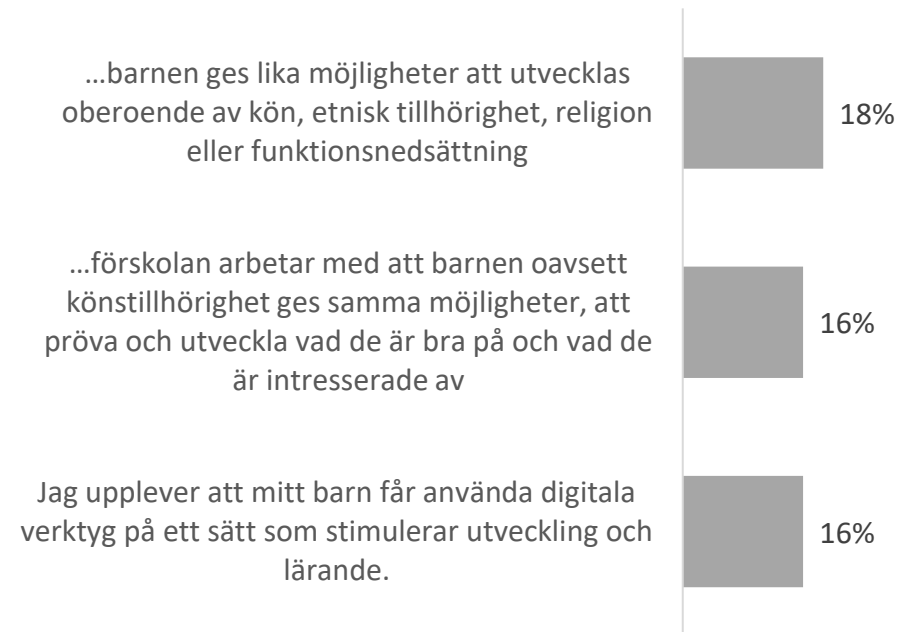 ...barnen ges lika möjligheter att utvecklas
oberoende av kön, etnisk tillhörighet, religion
eller funktionsnedsättning
18%
...förskolan arbetar med att barnen oavsett
könstillhörighet ges samma möjligheter, att
pröva och utveckla vad de är bra på och vad de
är intresserade av
16%
Jag upplever att mitt barn får använda digitala
verktyg på ett sätt som stimulerar utveckling och
lärande.
16%